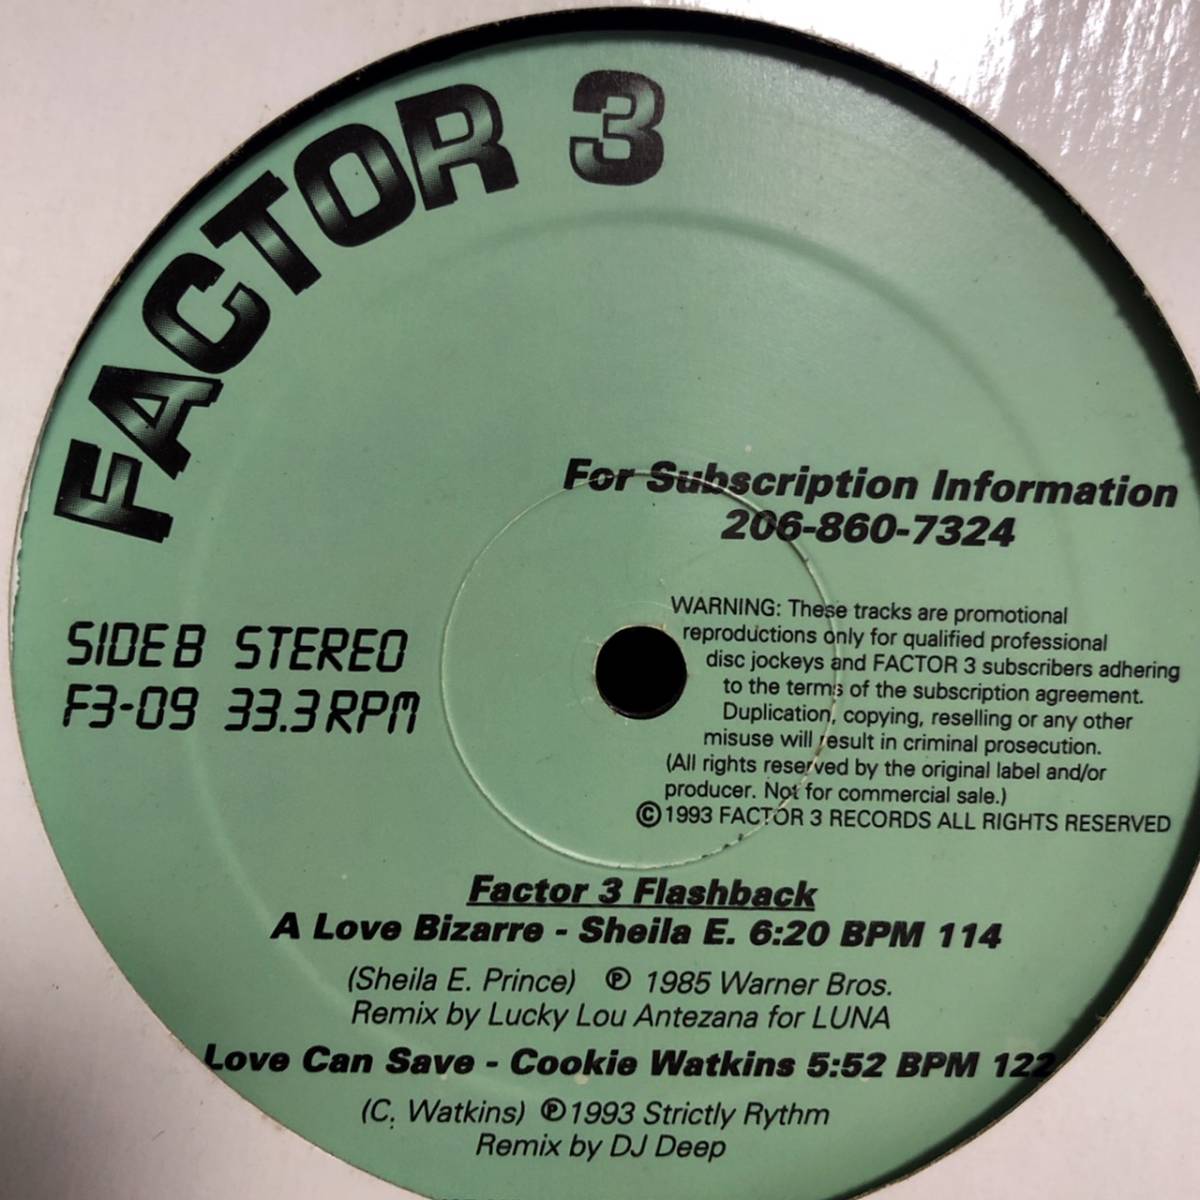 FACTOR 3
For Subscription Information
206-860-7324
SIDE B STEREO
F3-09 33.3 RPM
WARNING: These tracks are promotional
reproductions only for qualified professional
disc jockeys and FACTOR 3 subscribers adhering
to the terms of the subscription agreement.
Duplication, copying, reselling or any other
misuse will result in criminal prosecution.
(All rights reserved by the original label and/or
producer. Not for commercial sale.)
©1993 FACTOR 3 RECORDS ALL RIGHTS RESERVED
Factor 3 Flashback
A Love Bizarre - Sheila E. 6:20 BPM 114
(Sheila E. Prince) ℗ 1985 Warner Bros.
Remix by Lucky Lou Antezana for LUNA
Love Can Save - Cookie Watkins 5:52 BPM 122
(C. Watkins) ℗1993 Strictly Rythm
Remix by DJ Deep